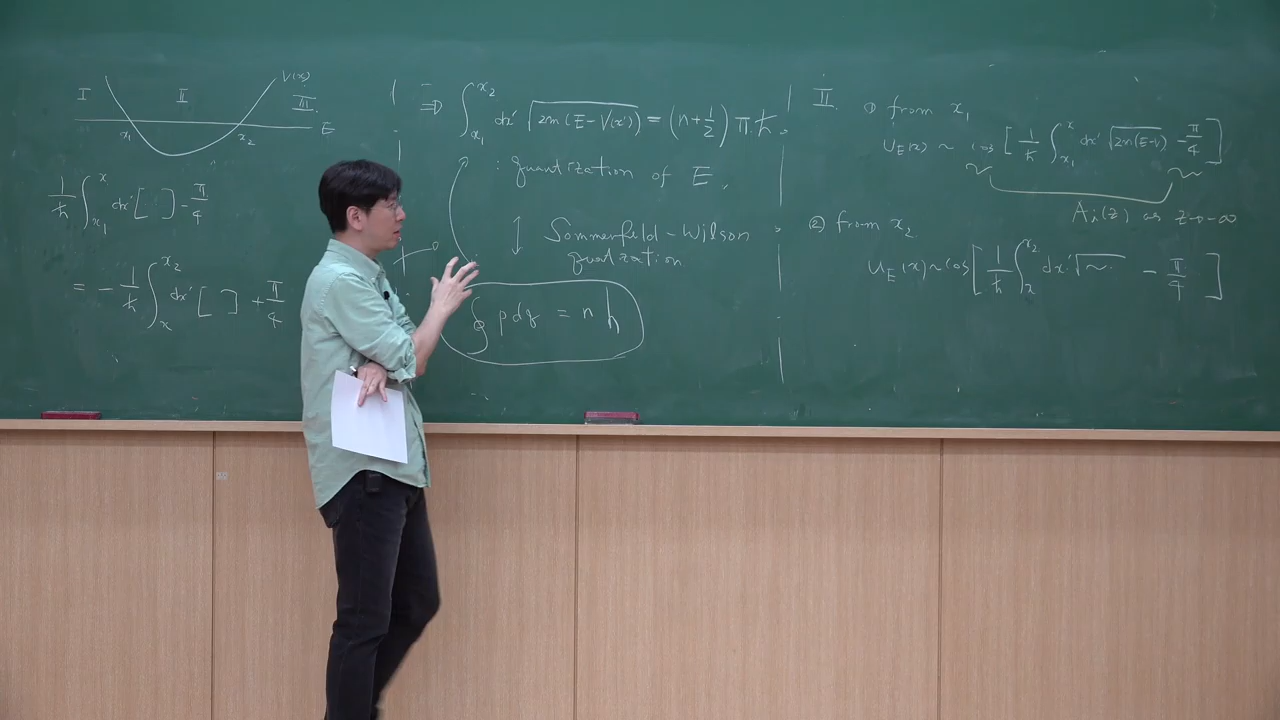 I II III V(x)
x₁ x₂ E
1/ħ ∫_{x₁}^{x} dx' [ ] - π/4
= - 1/ħ ∫_{x}^{x₂} dx' [ ] + π/4
⇒ ∫_{x₁}^{x₂} dx' √(2m(E-V(x'))) = (n+1/2) π ħ.
: quantization of E.
↕ Sommerfeld-Wilson
quantization
∮ p dq = n h
II. ① from x₁
u_E(x) ~ cos [ 1/ħ ∫_{x₁}^{x} dx' √(2m(E-V)) - π/4 ]
Ai(z) as z→-∞
② from x₂
u_E(x) ~ cos [ 1/ħ ∫_{x}^{x₂} dx' √~ - π/4 ]